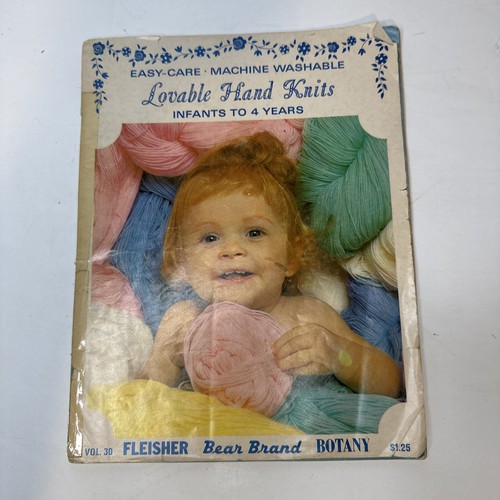 EASY-CARE · MACHINE WASHABLE
Lovable Hand Knits
INFANTS TO 4 YEARS
VOL. 30 FLEISHER Bear Brand BOTANY $1.25